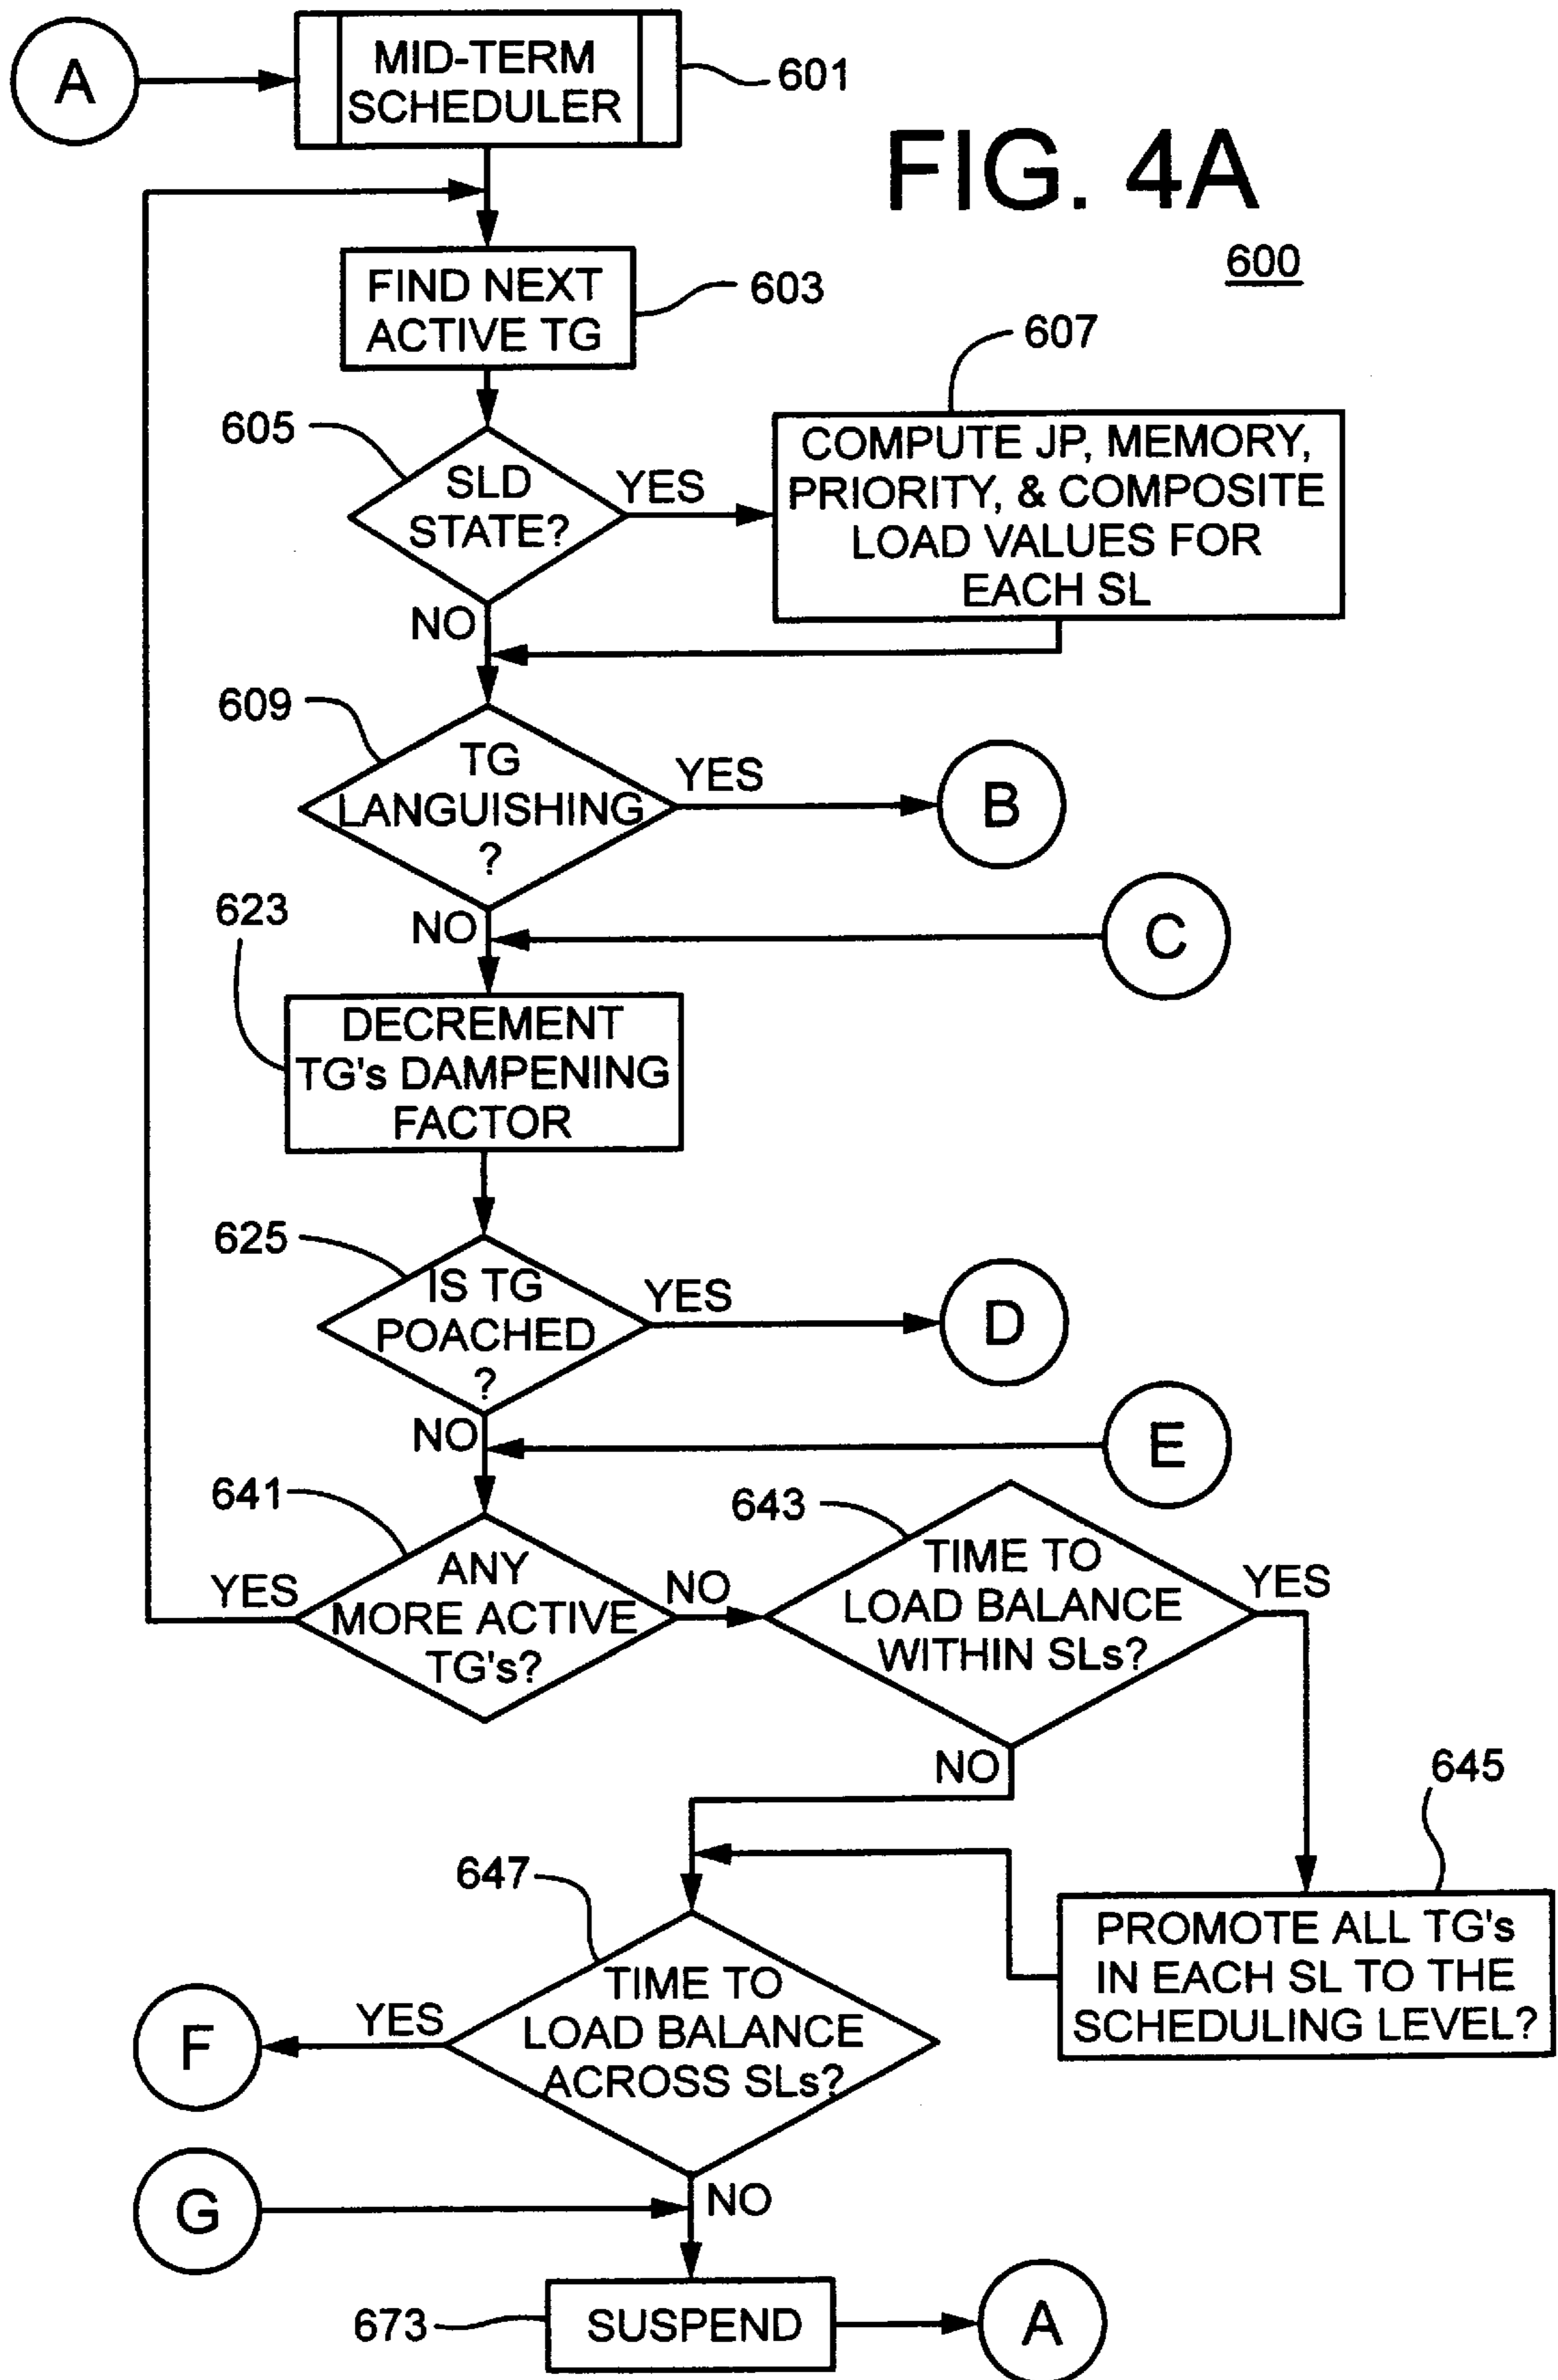 A
MID-TERM
SCHEDULER
601
FIG. 4A
600
FIND NEXT
ACTIVE TG
603
607
605
SLD
STATE?
YES
COMPUTE JP, MEMORY,
PRIORITY, & COMPOSITE
LOAD VALUES FOR
EACH SL
NO
609
TG
LANGUISHING
?
YES
B
NO
C
623
DECREMENT
TG's DAMPENING
FACTOR
625
IS TG
POACHED
?
YES
D
NO
E
641
ANY
MORE ACTIVE
TG's?
YES
NO
643
TIME TO
LOAD BALANCE
WITHIN SLs?
YES
NO
645
PROMOTE ALL TG's
IN EACH SL TO THE
SCHEDULING LEVEL?
647
TIME TO
LOAD BALANCE
ACROSS SLs?
YES
F
G
NO
673
SUSPEND
A